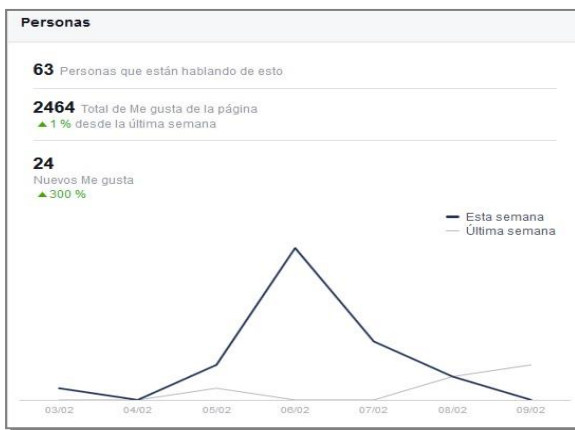 Personas
63 Personas que están hablando de esto
2464 Total de Me gusta de la página
1 % desde la última semana
24
Nuevos Me gusta
300 %
Esta semana
Última semana
03/02 04/02 05/02 06/02 07/02 08/02 09/02